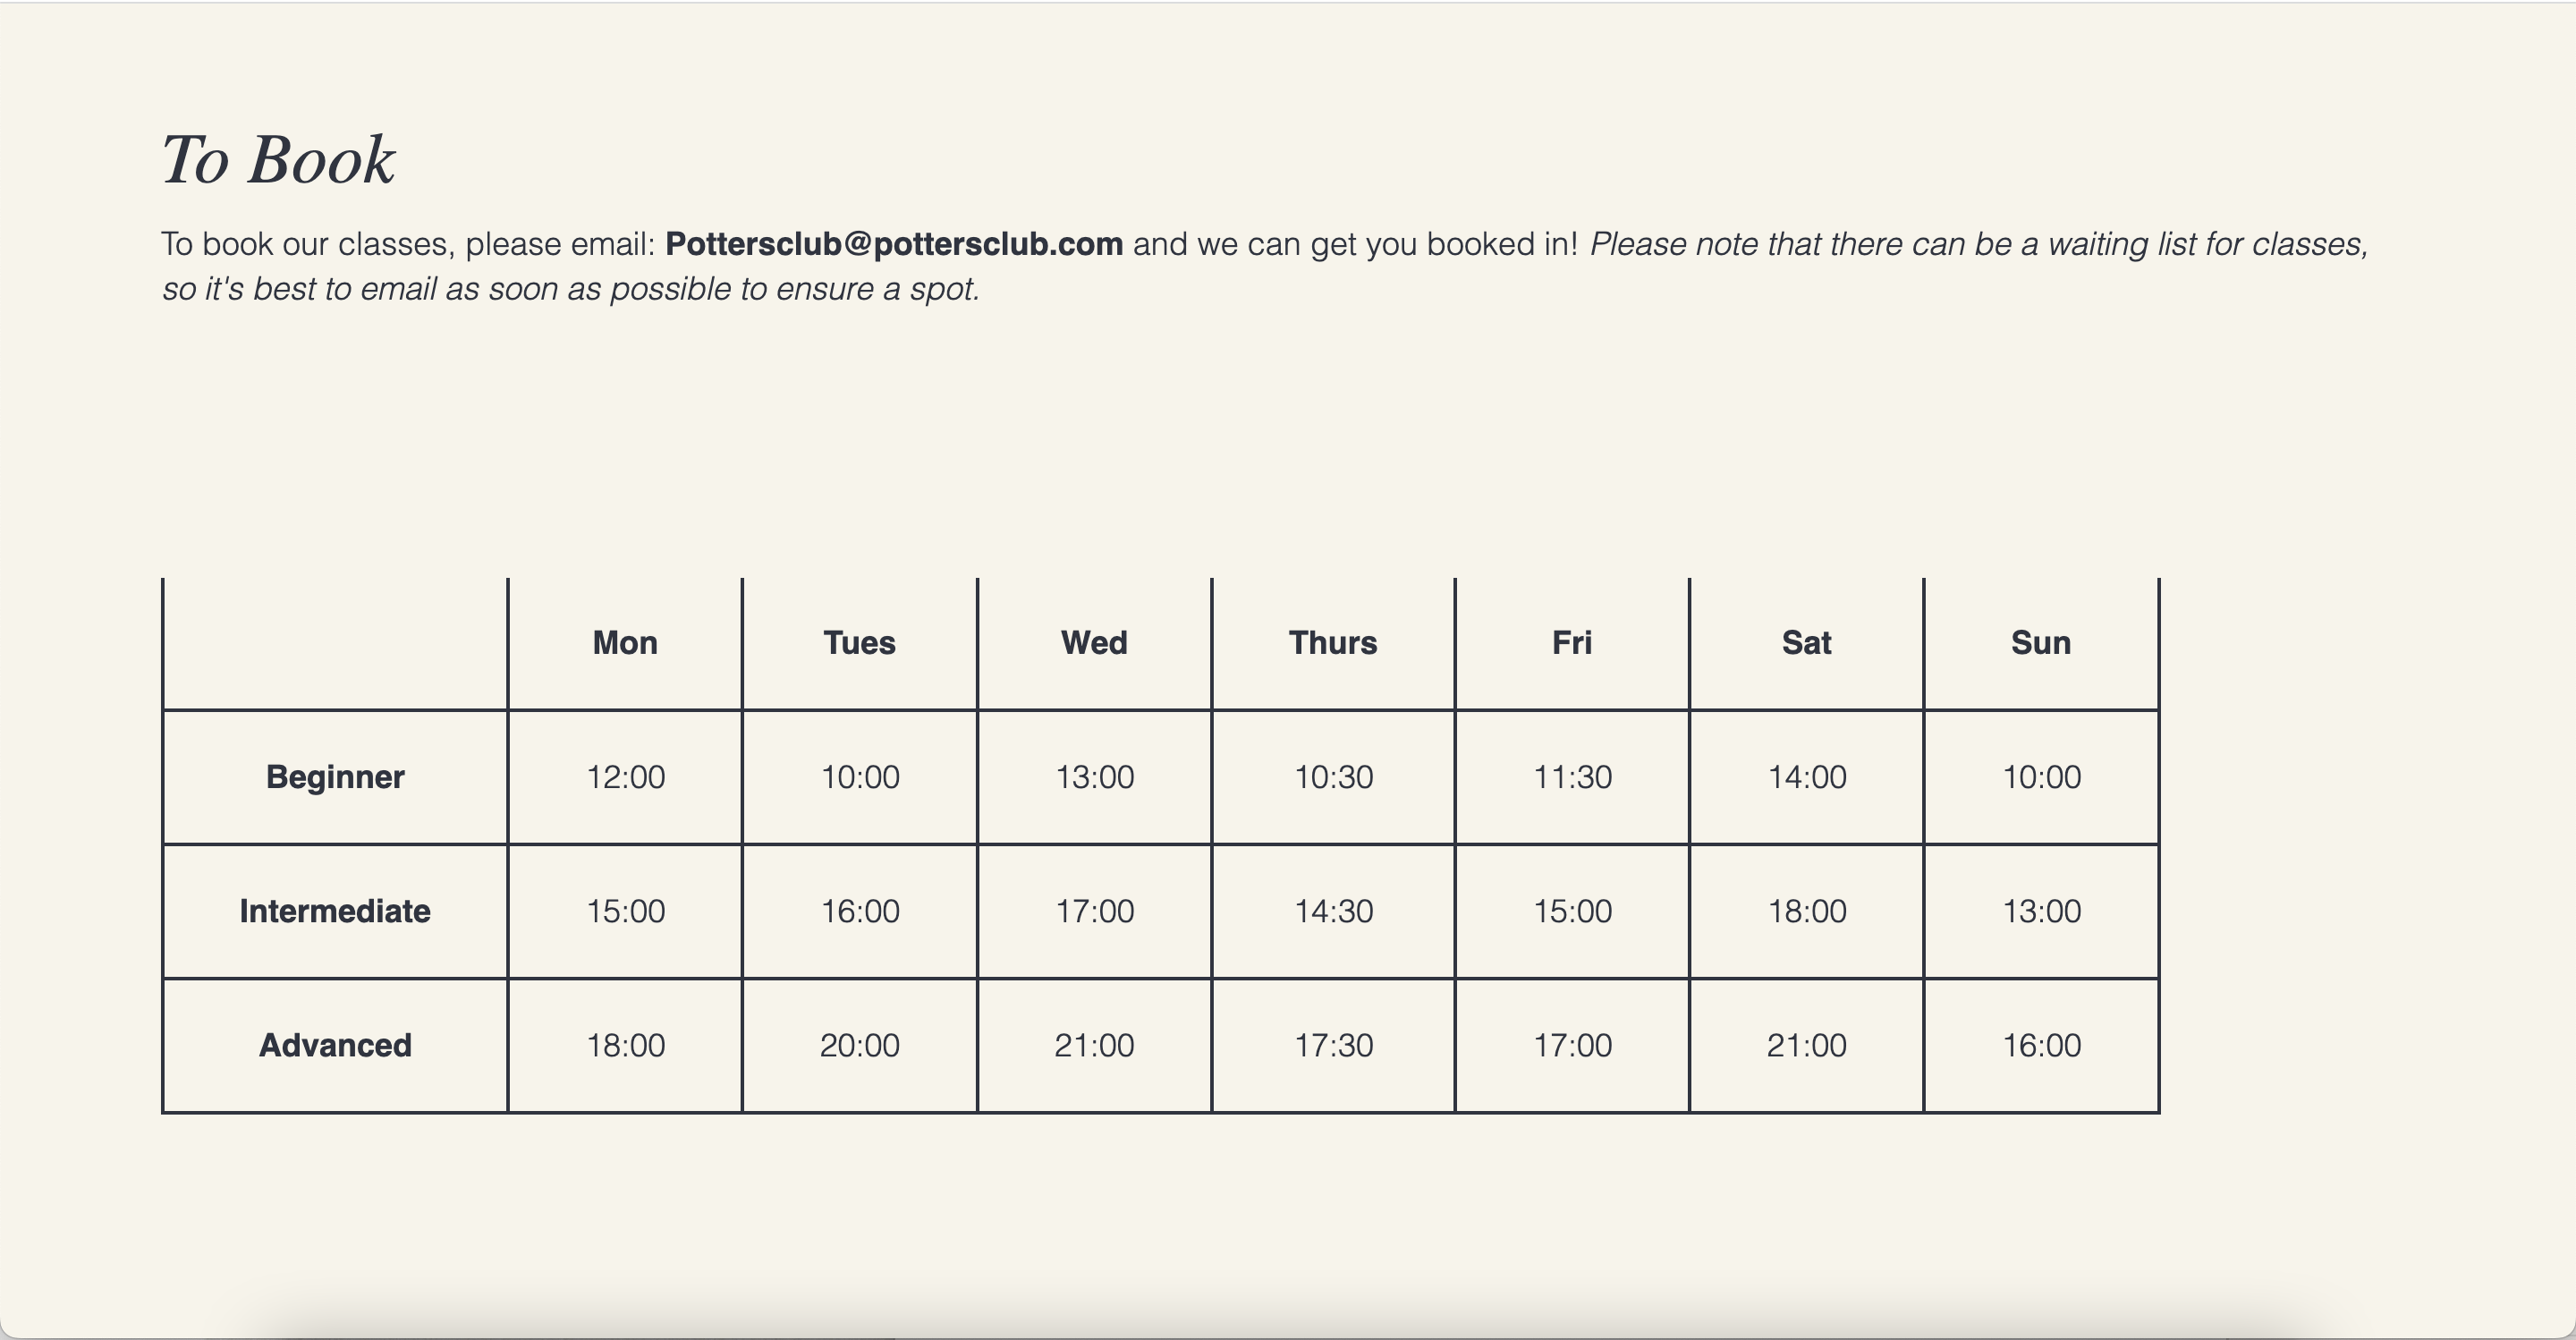 To Book
To book our classes, please email: Pottersclub@pottersclub.com and we can get you booked in! Please note that there can be a waiting list for classes,
so it's best to email as soon as possible to ensure a spot.
Mon Tues Wed Thurs Fri Sat Sun
Beginner 12:00 10:00 13:00 10:30 11:30 14:00 10:00
Intermediate 15:00 16:00 17:00 14:30 15:00 18:00 13:00
Advanced 18:00 20:00 21:00 17:30 17:00 21:00 16:00